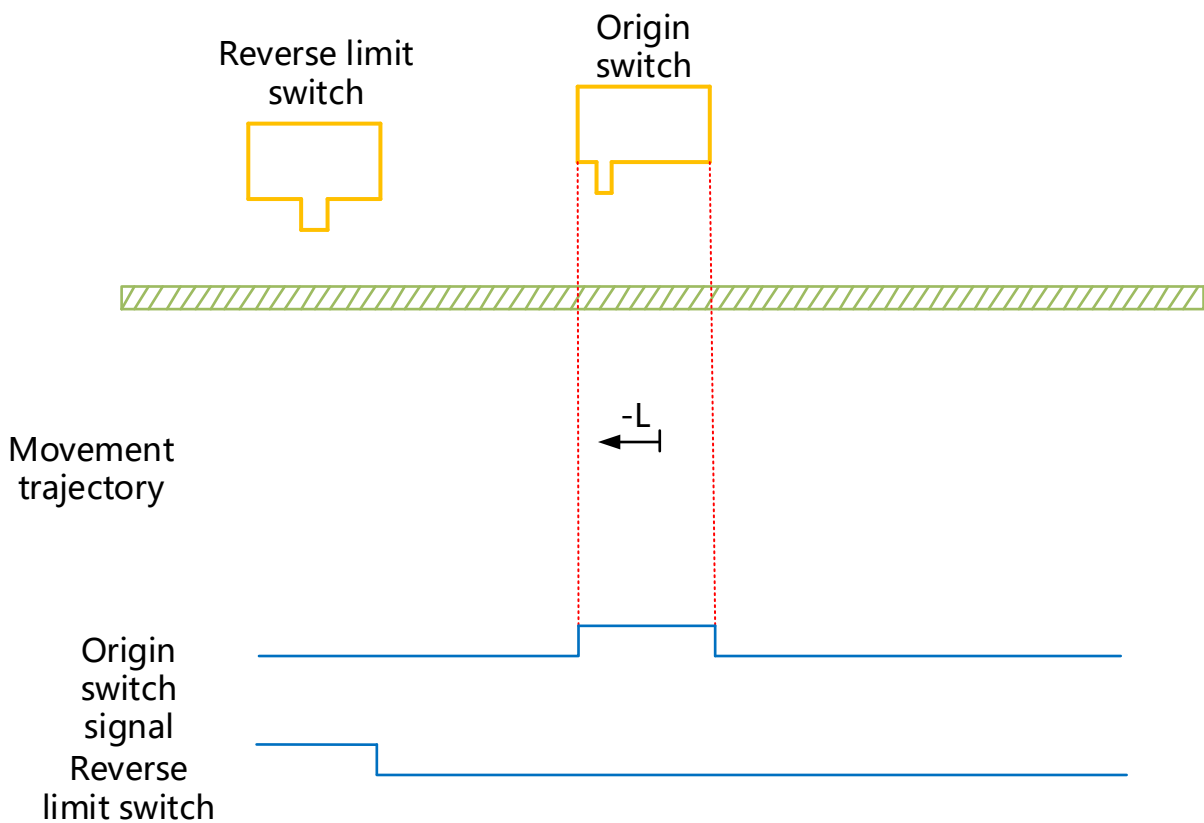 Reverse limit
switch
Origin
switch
-L
Movement
trajectory
Origin
switch
signal
Reverse
limit switch